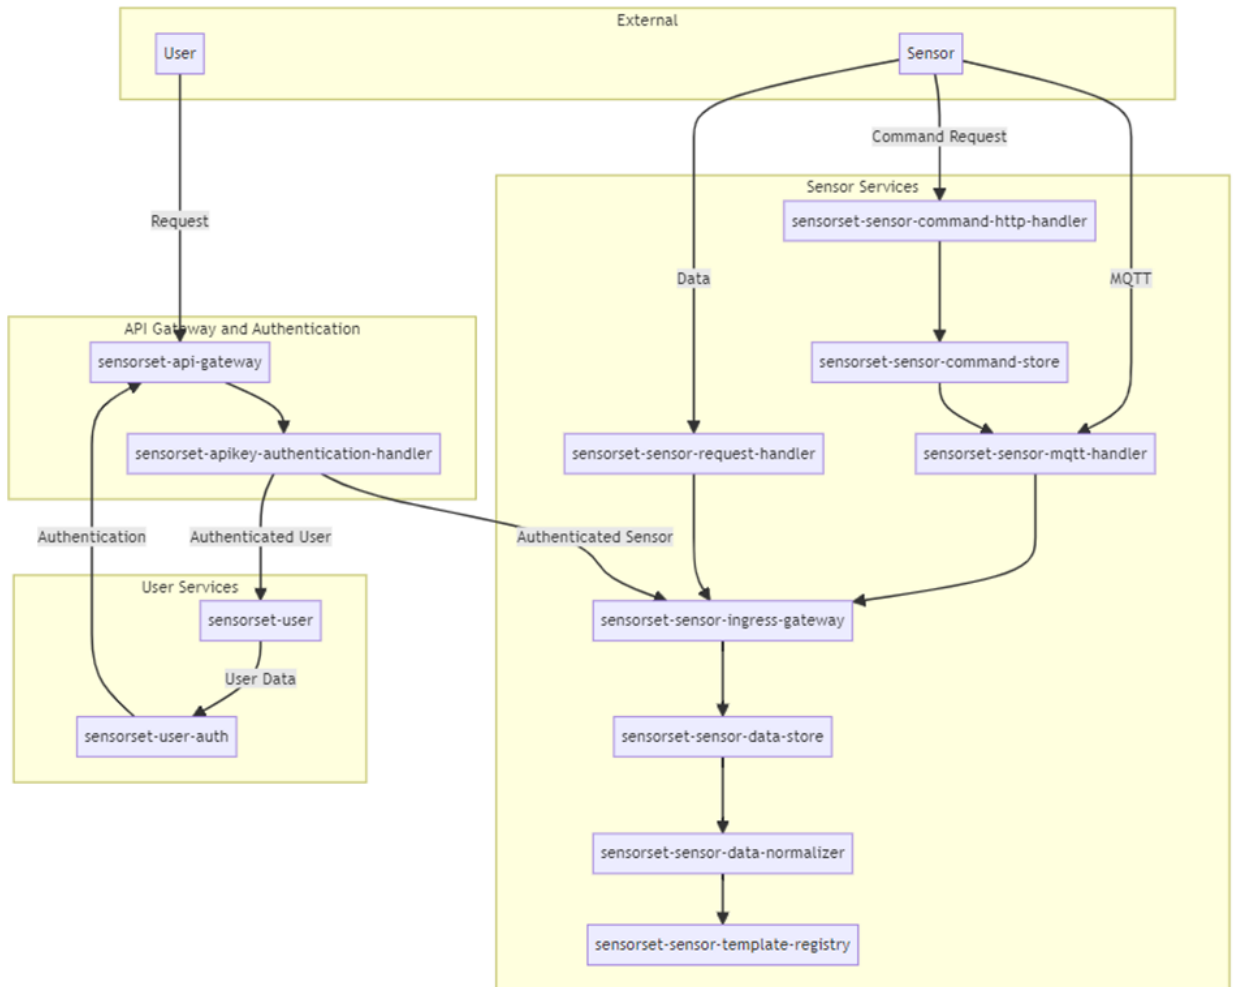 External
User
Sensor
Command Request
Sensor Services
sensorset-sensor-command-http-handler
Request
Data
MQTT
API Gateway and Authentication
sensorset-api-gateway
sensorset-sensor-command-store
sensorset-apikey-authentication-handler
sensorset-sensor-request-handler
sensorset-sensor-mqtt-handler
Authentication
Authenticated User
Authenticated Sensor
User Services
sensorset-user
sensorset-sensor-ingress-gateway
User Data
sensorset-user-auth
sensorset-sensor-data-store
sensorset-sensor-data-normalizer
sensorset-sensor-template-registry